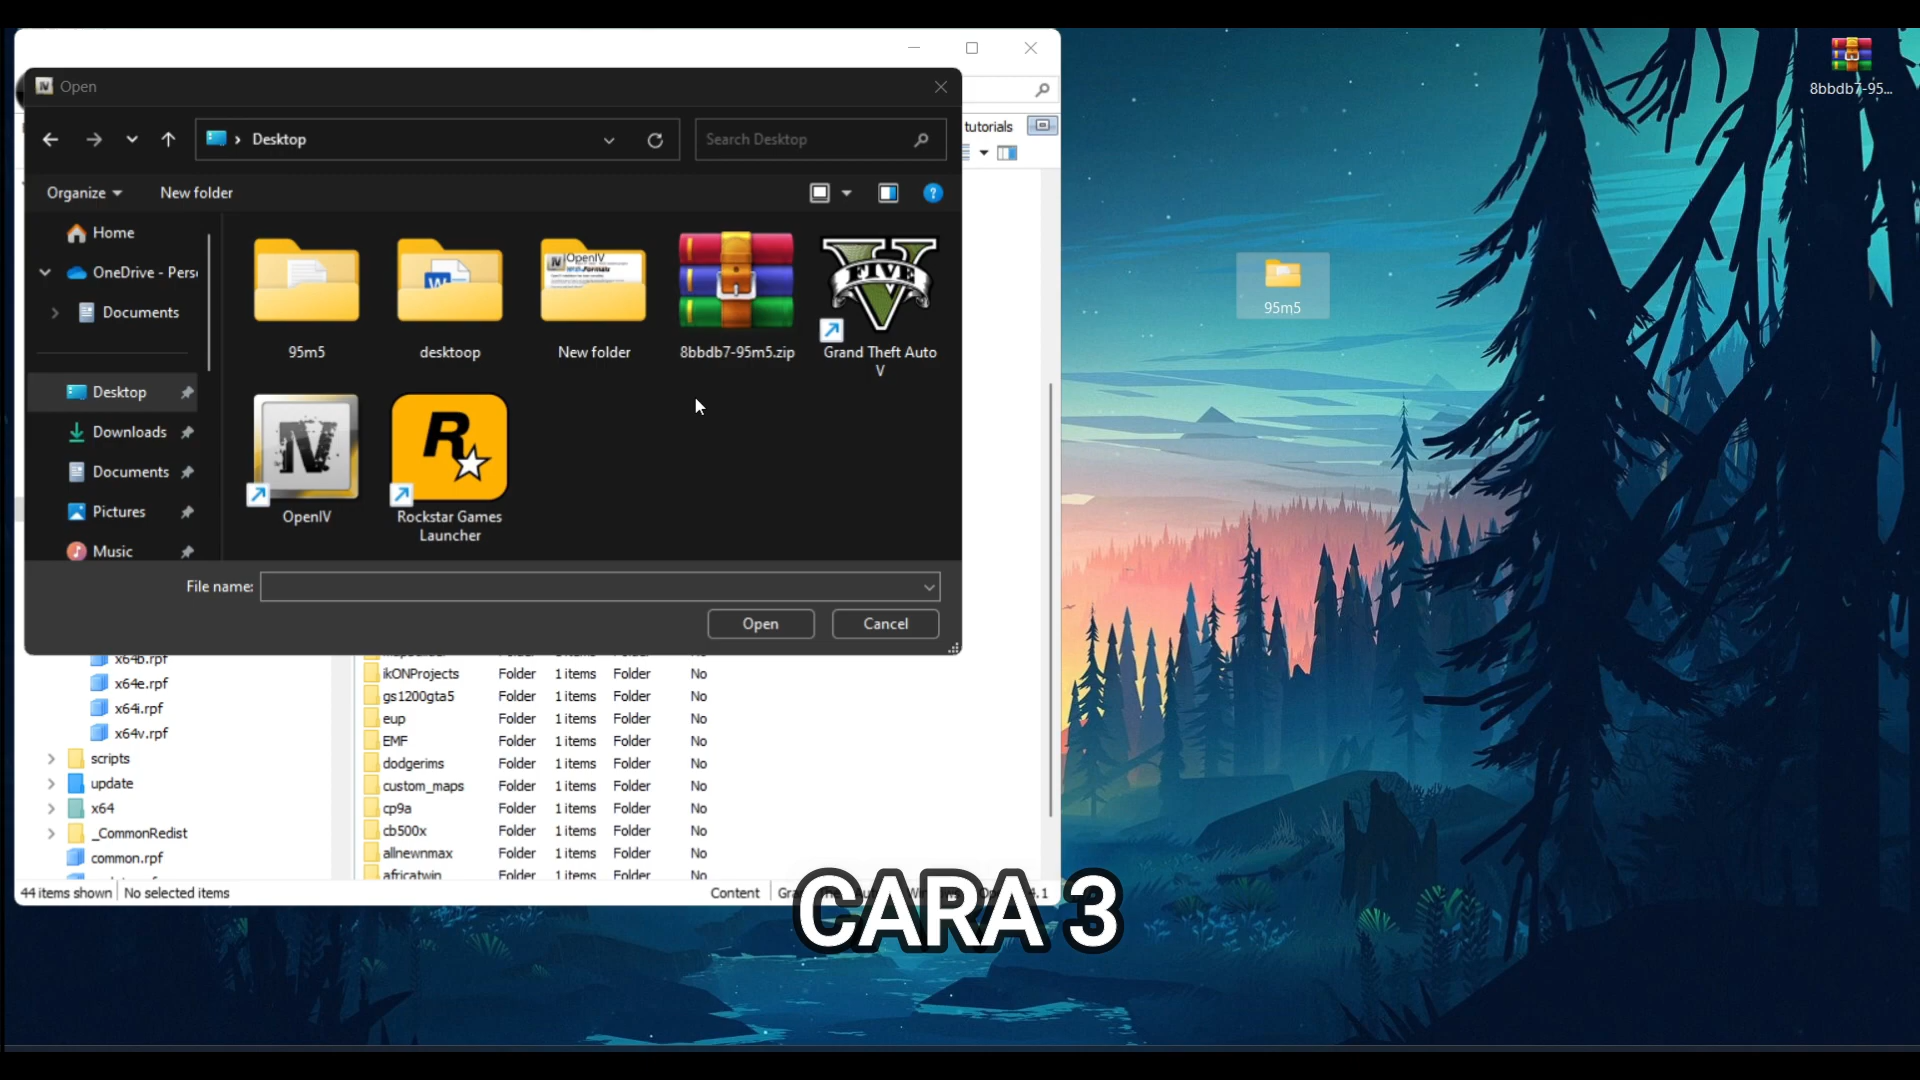 Open
Desktop
Search Desktop
Organize
New folder
Home
OneDrive - Pers
Documents
Desktop
Downloads
Documents
Pictures
Music
95m5
desktoop
OpenIV
New folder
8bbdb7-95m5.zip
FIVE
Grand Theft Auto
V
IV
OpenIV
R
Rockstar Games
Launcher
File name:
Open
Cancel
tutorials
8bbdb7-95...
95m5
x64b.rpf
x64e.rpf
x64i.rpf
x64v.rpf
scripts
update
x64
_CommonRedist
common.rpf
ikONProjects Folder 1 items Folder No
gs1200gta5 Folder 1 items Folder No
eup Folder 1 items Folder No
EMF Folder 1 items Folder No
dodgerims Folder 1 items Folder No
custom_maps Folder 1 items Folder No
cp9a Folder 1 items Folder No
cb500x Folder 1 items Folder No
allnewnmax Folder 1 items Folder No
africatwin Folder 1 items Folder No
44 items shown No selected items
Content
CARA 3